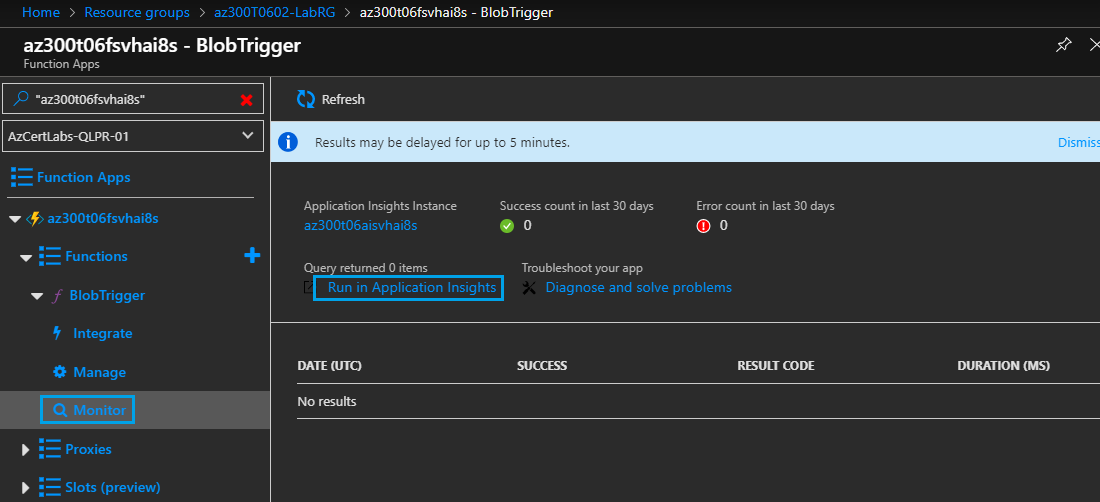 Home > Resource groups > az300T0602-LabRG > az300t06fsvhai8s - BlobTrigger
az300t06fsvhai8s - BlobTrigger
Function Apps
"az300t06fsvhai8s"
AzCertLabs-QLPR-01
Function Apps
az300t06fsvhai8s
Functions
BlobTrigger
Integrate
Manage
Monitor
Proxies
Slots (preview)
Refresh
Results may be delayed for up to 5 minutes. Dismiss
Application Insights Instance Success count in last 30 days Error count in last 30 days
az300t06aisvhai8s 0 0
Query returned 0 items Troubleshoot your app
Run in Application Insights Diagnose and solve problems
DATE (UTC) SUCCESS RESULT CODE DURATION (MS)
No results